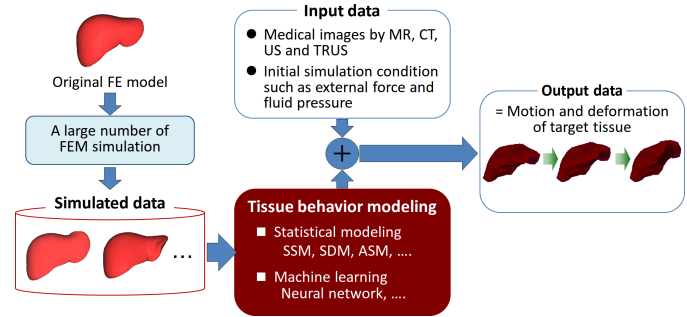 Original FE model
A large number of
FEM simulation
Simulated data
...
Input data
● Medical images by MR, CT,
US and TRUS
● Initial simulation condition
such as external force and
fluid pressure
+
Tissue behavior modeling
■ Statistical modeling
SSM, SDM, ASM, ....
■ Machine learning
Neural network, ....
Output data
= Motion and deformation
of target tissue